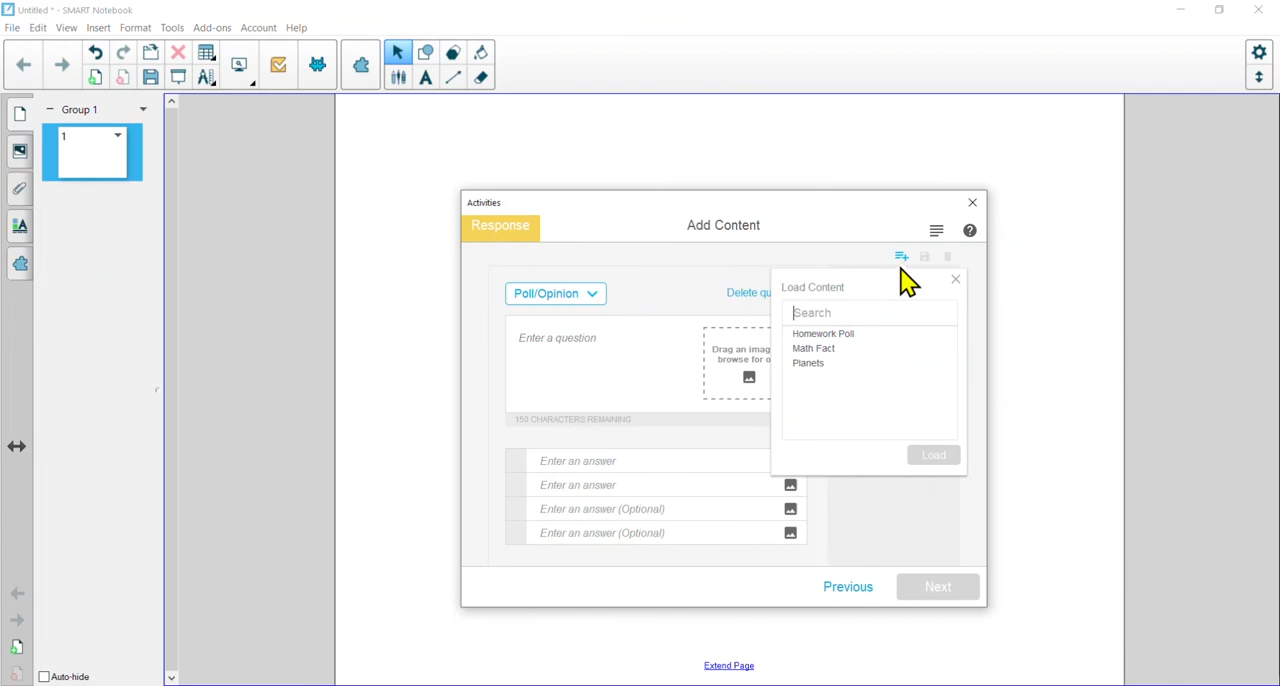 Untitled * - SMART Notebook
File Edit View Insert Format Tools Add-ons Account Help
Group 1
1
Activities
Response
Add Content
Poll/Opinion
Delete qu
Load Content
Search
Homework Poll
Math Fact
Planets
Load
Enter a question
Drag an imag
browse for o
150 CHARACTERS REMAINING
Enter an answer
Enter an answer
Enter an answer (Optional)
Enter an answer (Optional)
Previous
Next
Extend Page
Auto-hide